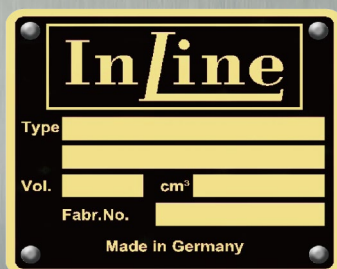 InLine
Type
Vol. cm³
Fabr.No.
Made in Germany